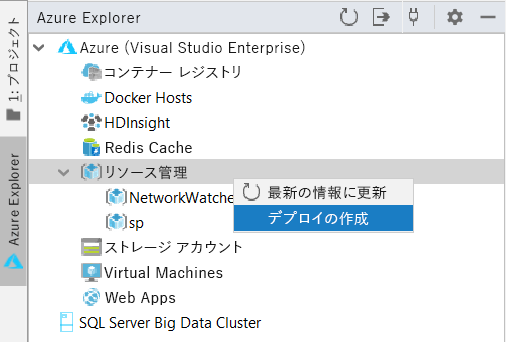 Azure Explorer
1: プロジェクト
Azure Explorer
Azure (Visual Studio Enterprise)
コンテナー レジストリ
Docker Hosts
HDInsight
Redis Cache
リソース管理
NetworkWatche
最新の情報に更新
デプロイの作成
sp
ストレージ アカウント
Virtual Machines
Web Apps
SQL Server Big Data Cluster